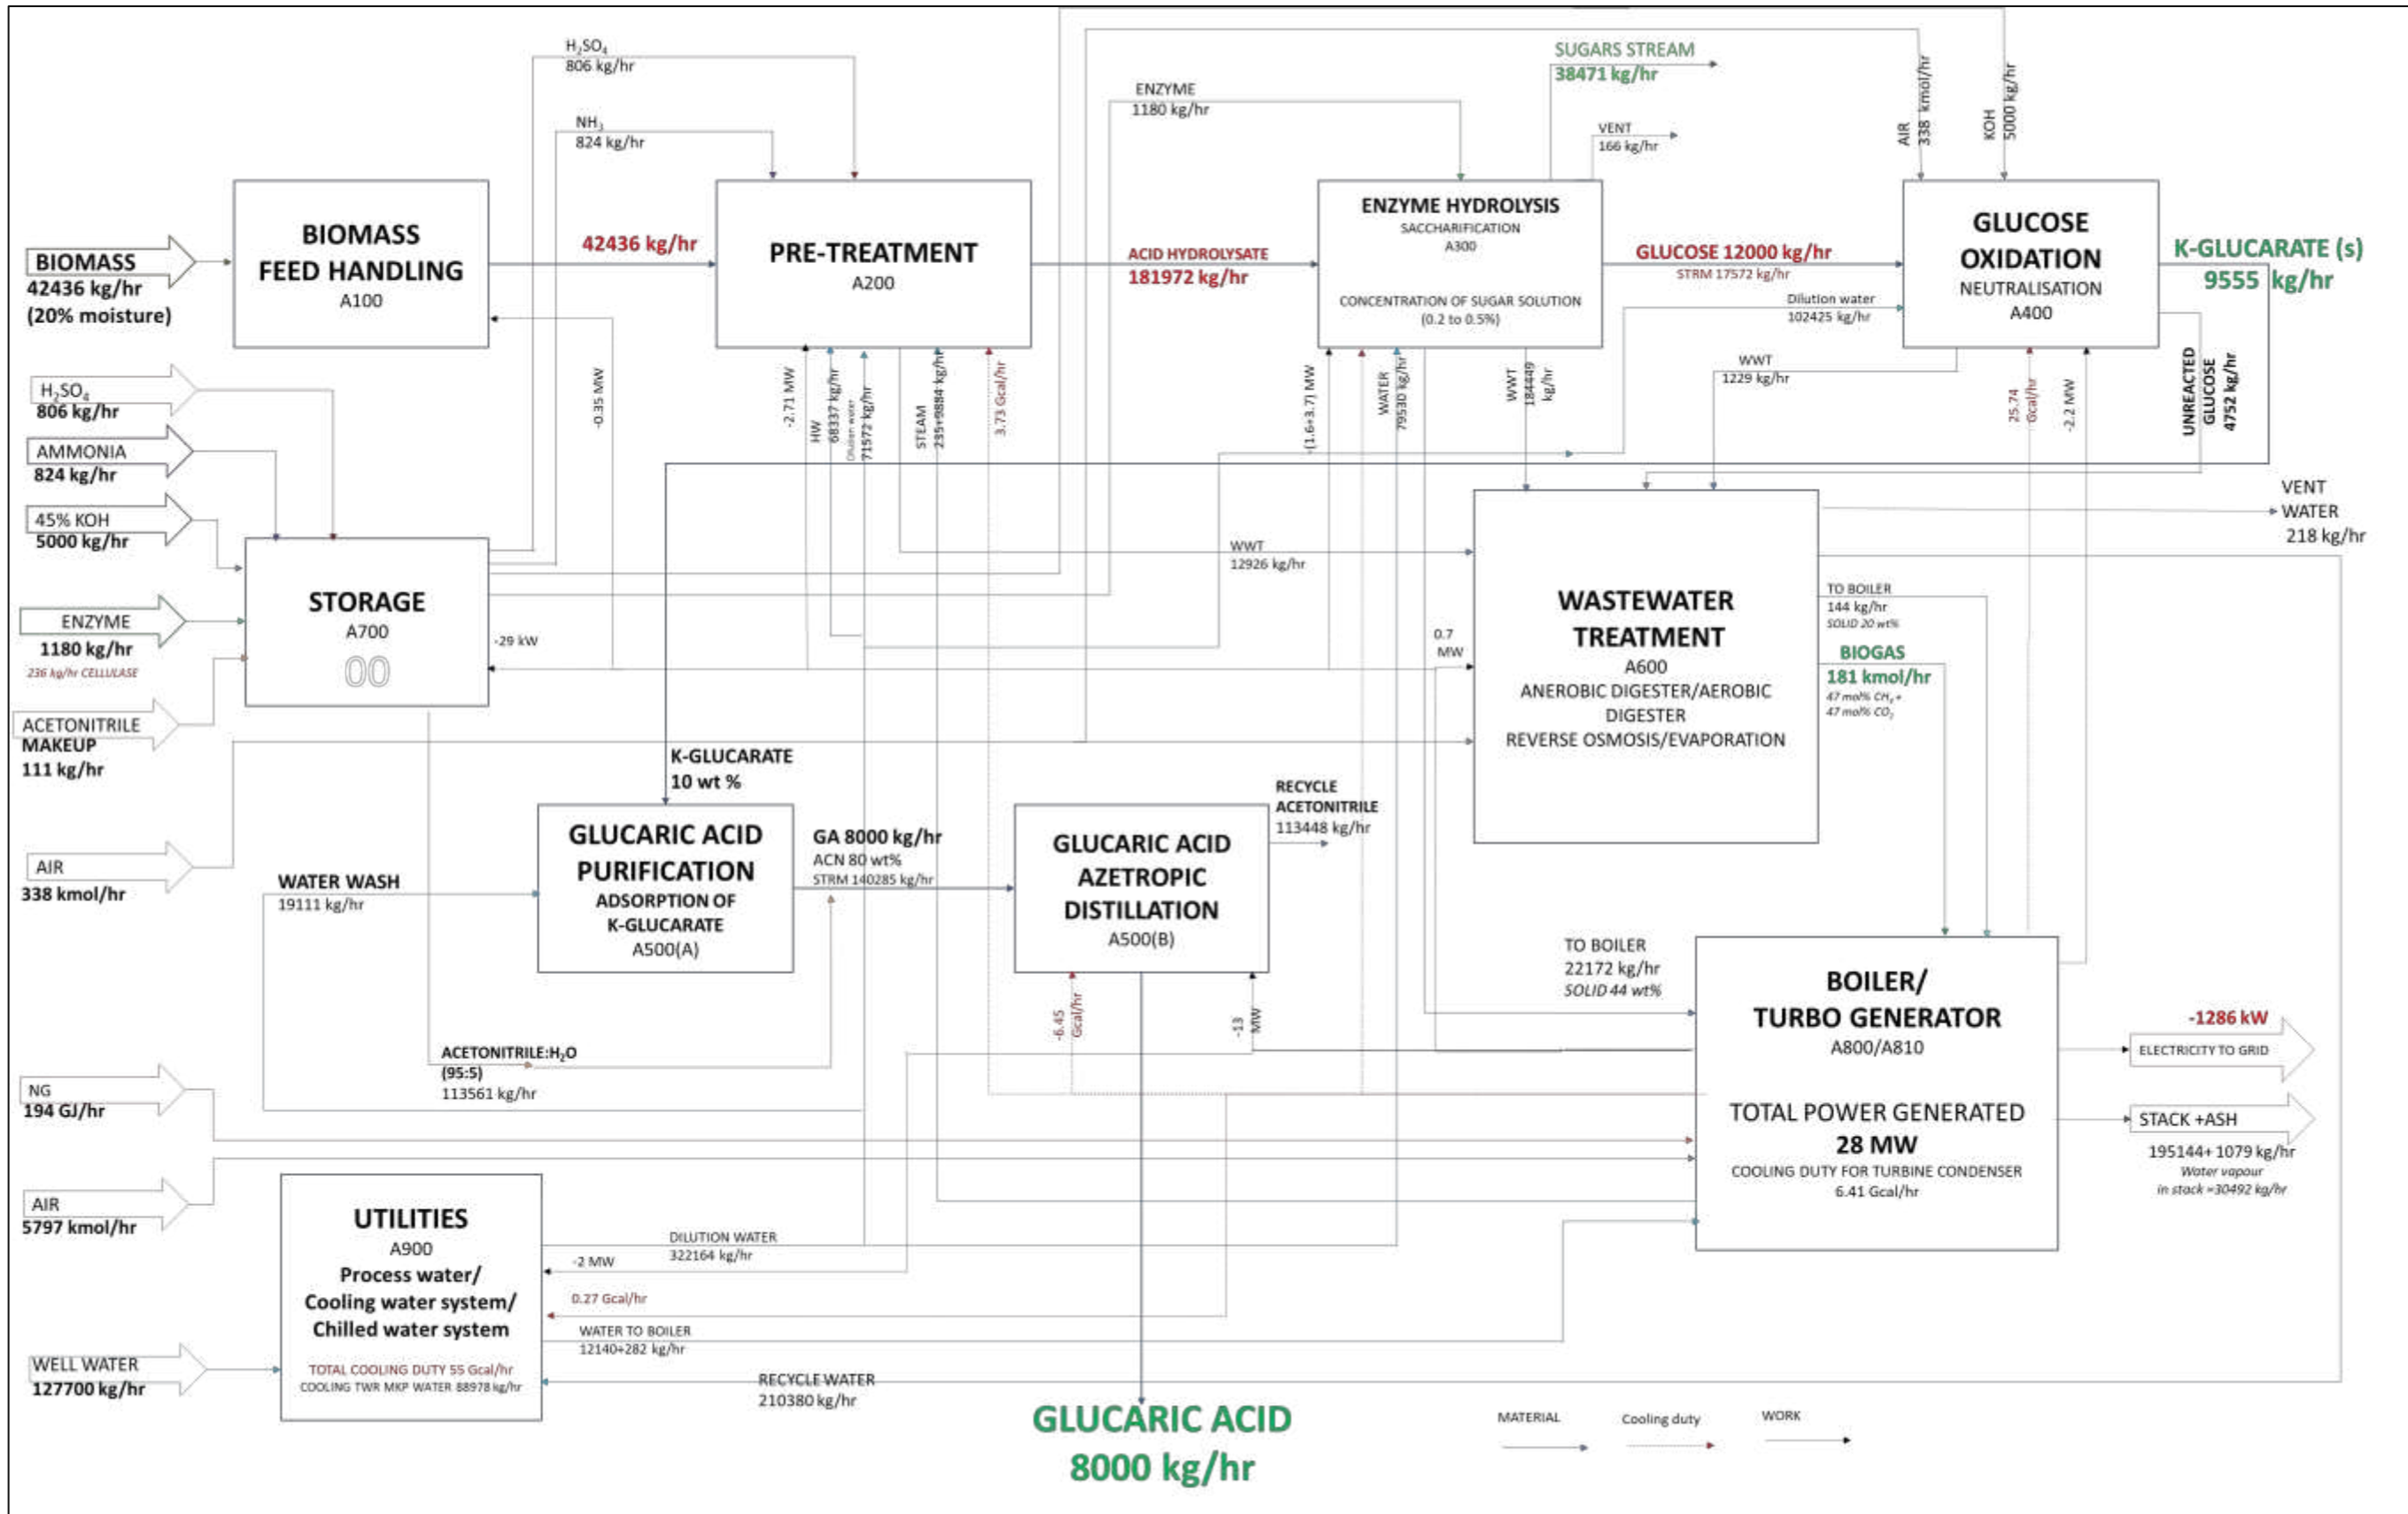 H₂SO₄
806 kg/hr
NH₃
824 kg/hr
ENZYME
1180 kg/hr
SUGARS STREAM
38471 kg/hr
VENT
166 kg/hr
AIR
338 kmol/hr
KOH
5000 kg/hr
BIOMASS
42436 kg/hr
(20% moisture)
BIOMASS
FEED HANDLING
A100
42436 kg/hr
PRE-TREATMENT
A200
ACID HYDROLYSATE
181972 kg/hr
ENZYME HYDROLYSIS
SACCHARIFICATION
A300
CONCENTRATION OF SUGAR SOLUTION
(0.2 to 0.5%)
GLUCOSE 12000 kg/hr
STRM 17572 kg/hr
Dilution water
102425 kg/hr
GLUCOSE
OXIDATION
NEUTRALISATION
A400
K-GLUCARATE (s)
9555 kg/hr
WWT
1229 kg/hr
UNREACTED
GLUCOSE
4752 kg/hr
H₂SO₄
806 kg/hr
AMMONIA
824 kg/hr
45% KOH
5000 kg/hr
ENZYME
1180 kg/hr
236 kg/hr CELLULASE
ACETONITRILE
MAKEUP
111 kg/hr
AIR
338 kmol/hr
-0.35 MW
-2.71 MW
HW
68337 kg/hr
Dilution water
71572 kg/hr
STEAM
235+9884 kg/hr
3.73 Gcal/hr
-(1.6+3.7) MW
WATER
79530 kg/hr
WWT
184449
kg/hr
25.74
Gcal/hr
-2.2 MW
STORAGE
A700
00
-29 kW
WWT
12926 kg/hr
0.7
MW
WASTEWATER
TREATMENT
A600
ANEROBIC DIGESTER/AEROBIC
DIGESTER
REVERSE OSMOSIS/EVAPORATION
VENT
WATER
218 kg/hr
TO BOILER
144 kg/hr
SOLID 20 wt%
BIOGAS
181 kmol/hr
47 mol% CH₄ +
47 mol% CO₂
K-GLUCARATE
10 wt %
WATER WASH
19111 kg/hr
GLUCARIC ACID
PURIFICATION
ADSORPTION OF
K-GLUCARATE
A500(A)
GA 8000 kg/hr
ACN 80 wt%
STRM 140285 kg/hr
GLUCARIC ACID
AZETROPIC
DISTILLATION
A500(B)
RECYCLE
ACETONITRILE
113448 kg/hr
-6.45
Gcal/hr
-13
MW
ACETONITRILE:H₂O
(95:5)
113561 kg/hr
TO BOILER
22172 kg/hr
SOLID 44 wt%
BOILER/
TURBO GENERATOR
A800/A810
TOTAL POWER GENERATED
28 MW
COOLING DUTY FOR TURBINE CONDENSER
6.41 Gcal/hr
-1286 kW
ELECTRICITY TO GRID
STACK +ASH
195144+1079 kg/hr
Water vapour
in stack =30492 kg/hr
NG
194 GJ/hr
AIR
5797 kmol/hr
WELL WATER
127700 kg/hr
UTILITIES
A900
Process water/
Cooling water system/
Chilled water system
TOTAL COOLING DUTY 55 Gcal/hr
COOLING TWR MKP WATER 88978 kg/hr
DILUTION WATER
322164 kg/hr
-2 MW
0.27 Gcal/hr
WATER TO BOILER
12140+282 kg/hr
RECYCLE WATER
210380 kg/hr
GLUCARIC ACID
8000 kg/hr
MATERIAL
Cooling duty
WORK